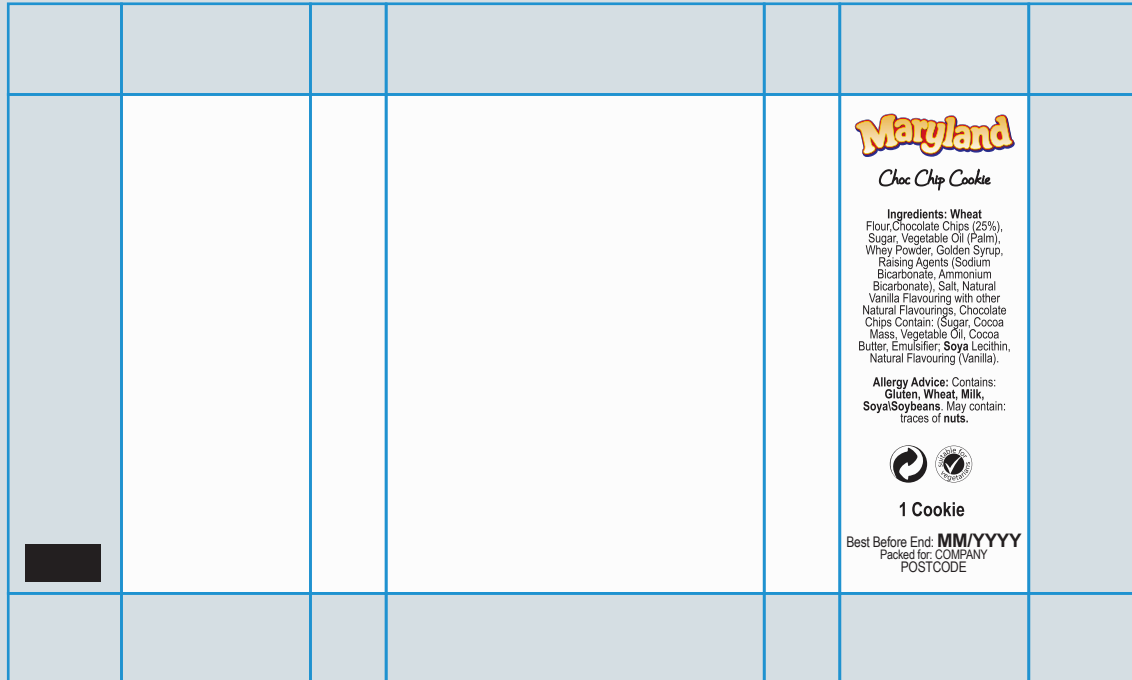 Maryland
Choc Chip Cookie
Ingredients: Wheat
Flour,Chocolate Chips (25%),
Sugar, Vegetable Oil (Palm),
Whey Powder, Golden Syrup,
Raising Agents (Sodium
Bicarbonate, Ammonium
Bicarbonate), Salt, Natural
Vanilla Flavouring with other
Natural Flavourings, Chocolate
Chips Contain: (Sugar, Cocoa
Mass, Vegetable Oil, Cocoa
Butter, Emulsifier; Soya Lecithin,
Natural Flavouring (Vanilla).
Allergy Advice: Contains:
Gluten, Wheat, Milk,
Soya\Soybeans. May contain:
traces of nuts.
suitable for
vegetarians
1 Cookie
Best Before End: MM/YYYY
Packed for: COMPANY
POSTCODE